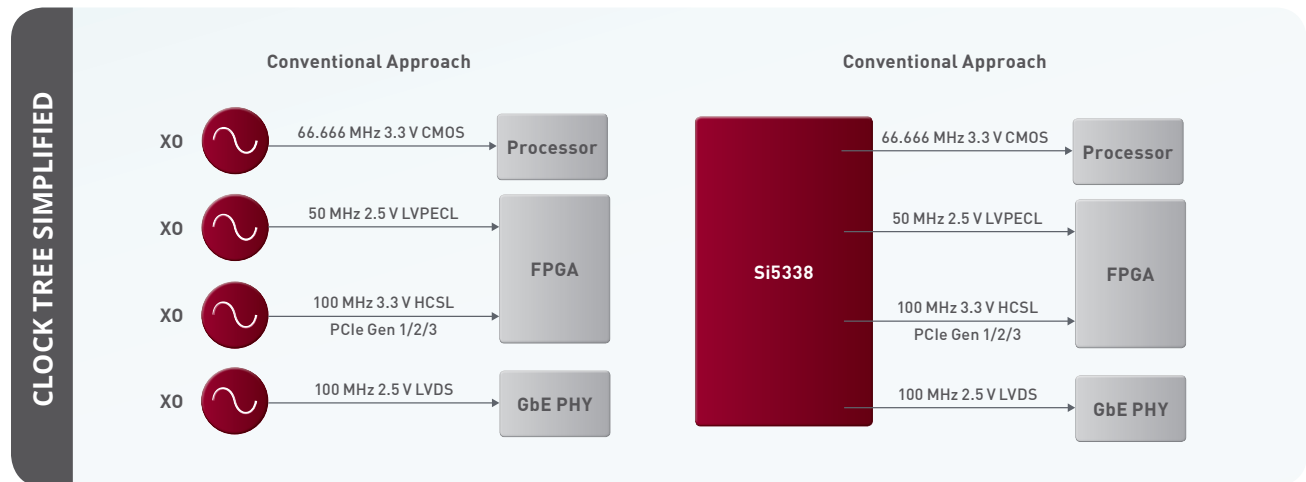 CLOCK TREE SIMPLIFIED
Conventional Approach
XO
66.666 MHz 3.3 V CMOS
Processor
XO
50 MHz 2.5 V LVPECL
FPGA
XO
100 MHz 3.3 V HCSL
PCIe Gen 1/2/3
XO
100 MHz 2.5 V LVDS
GbE PHY
Conventional Approach
Si5338
66.666 MHz 3.3 V CMOS
Processor
50 MHz 2.5 V LVPECL
FPGA
100 MHz 3.3 V HCSL
PCIe Gen 1/2/3
100 MHz 2.5 V LVDS
GbE PHY